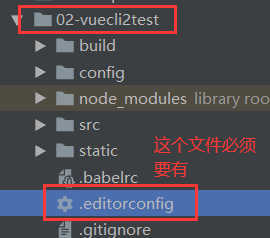 02-vuecli2test
build
config
node_modules library roo
src
这个文件必须
static
要有
.babelrc
.editorconfig
.gitignore